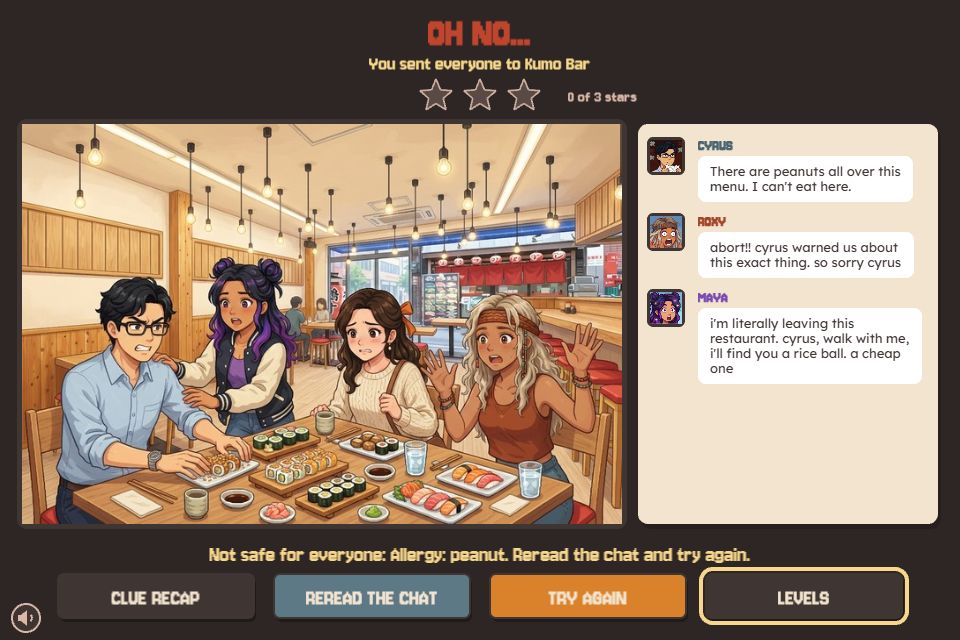 OH NO...
You sent everyone to Kumo Bar
0 of 3 stars
CYRUS
There are peanuts all over this
menu. I can't eat here.
ROXY
abort!! cyrus warned us about
this exact thing. so sorry cyrus
MAYA
i'm literally leaving this
restaurant. cyrus, walk with me,
i'll find you a rice ball. a cheap
one
Not safe for everyone: Allergy: peanut. Reread the chat and try again.
CLUE RECAP
REREAD THE CHAT
TRY AGAIN
LEVELS